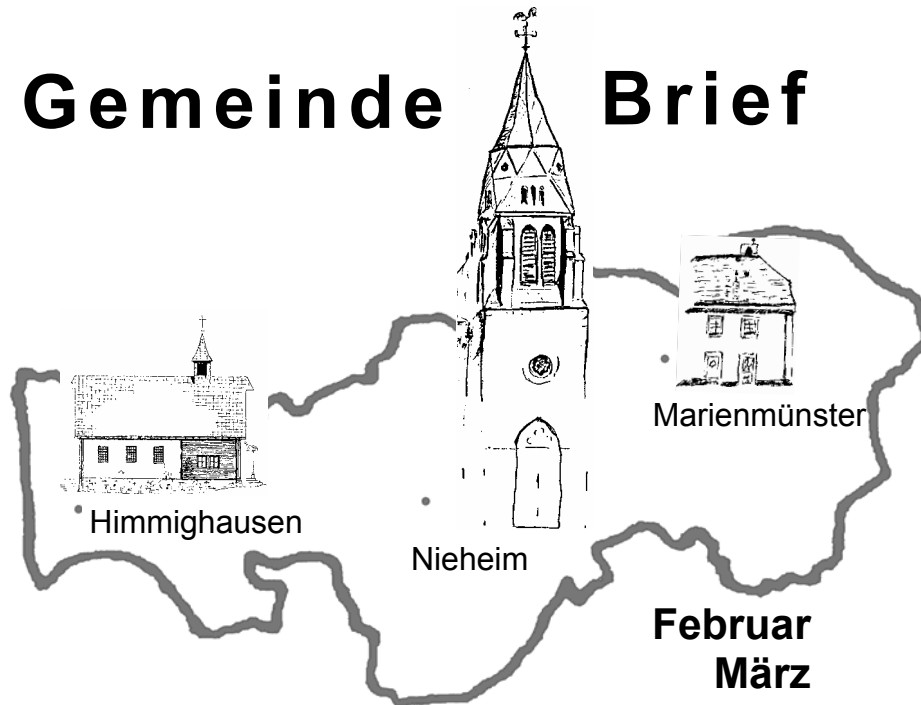 Gemeinde Brief
Marienmünster
Himmighausen
Nieheim
Februar
März